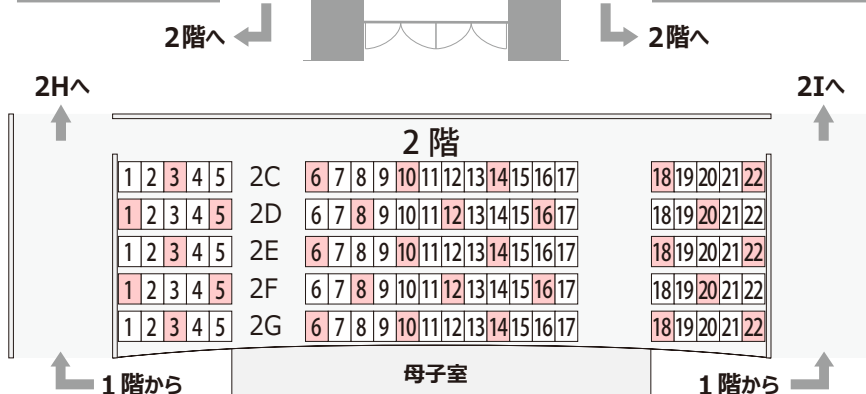 2階へ 2階へ
2Hへ 2Iへ
2階
1 2 3 4 5 2C 6 7 8 9 10 11 12 13 14 15 16 17 18 19 20 21 22
1 2 3 4 5 2D 6 7 8 9 10 11 12 13 14 15 16 17 18 19 20 21 22
1 2 3 4 5 2E 6 7 8 9 10 11 12 13 14 15 16 17 18 19 20 21 22
1 2 3 4 5 2F 6 7 8 9 10 11 12 13 14 15 16 17 18 19 20 21 22
1 2 3 4 5 2G 6 7 8 9 10 11 12 13 14 15 16 17 18 19 20 21 22
1階から 母子室 1階から